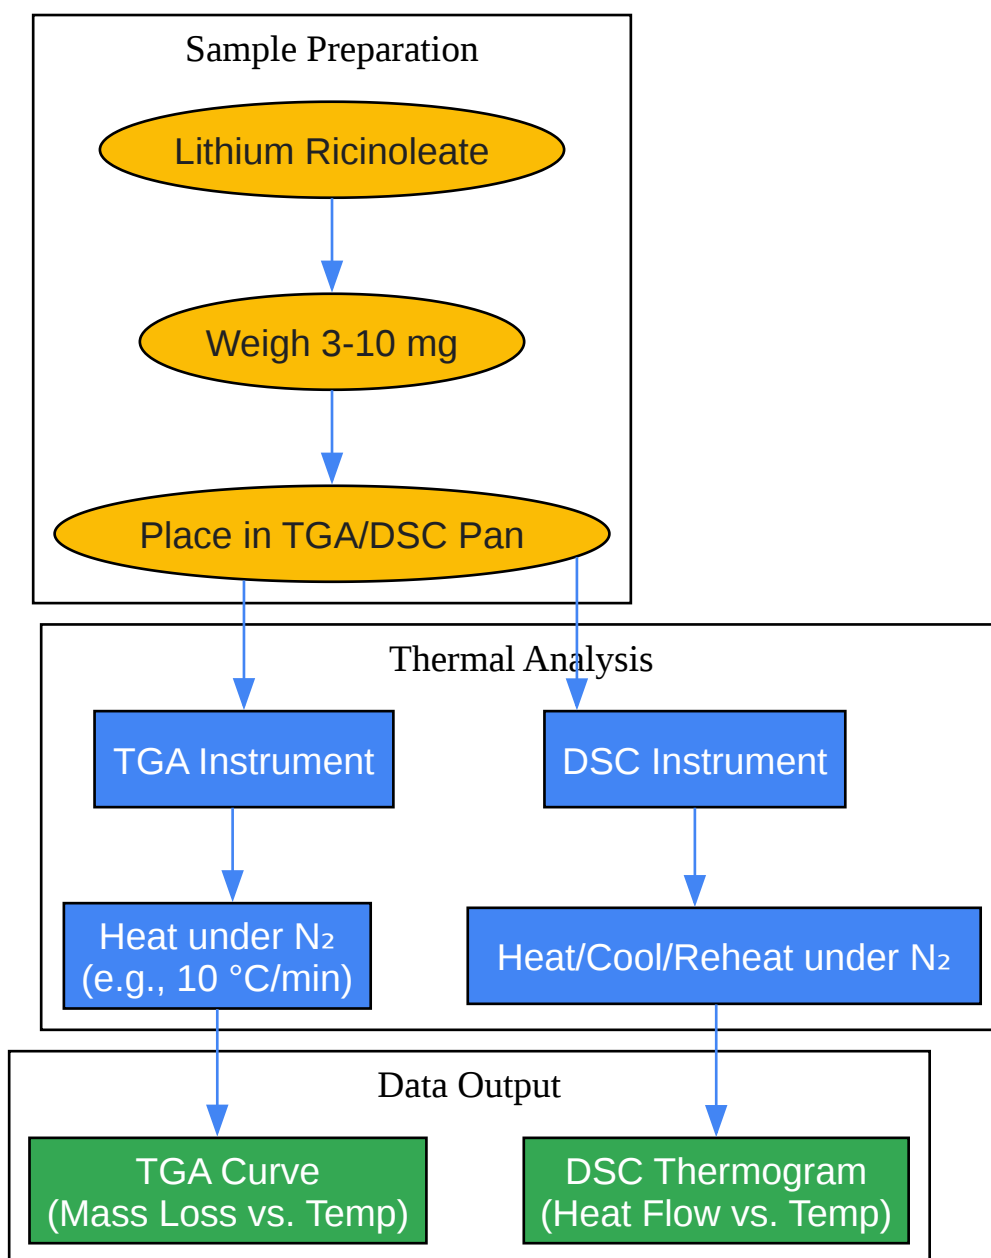 Sample Preparation
Lithium Ricinoleate
Weigh 3-10 mg
Place in TGA/DSC Pan
Thermal Analysis
TGA Instrument
DSC Instrument
Heat under N₂
(e.g., 10 °C/min)
Heat/Cool/Reheat under N₂
Data Output
TGA Curve
(Mass Loss vs. Temp)
DSC Thermogram
(Heat Flow vs. Temp)